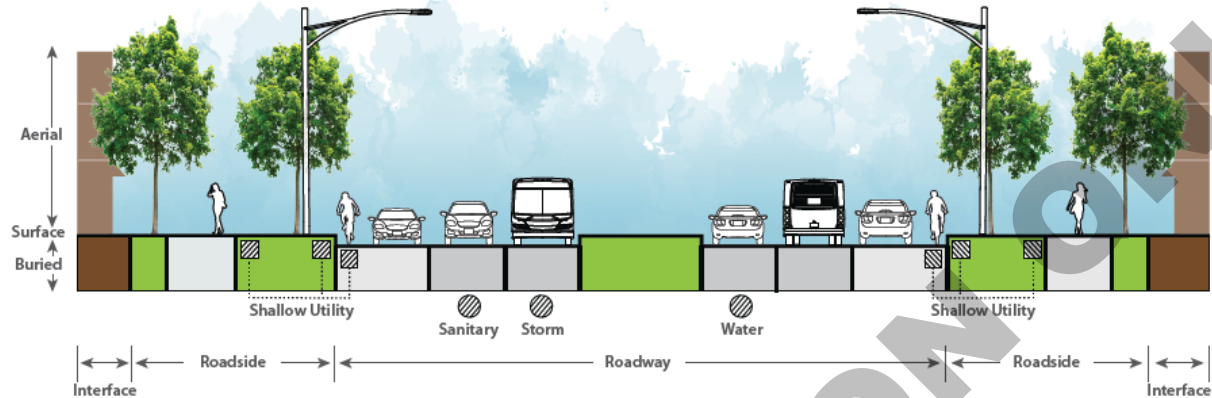 Aerial
Surface
Buried
Shallow Utility
Shallow Utility
Sanitary
Storm
Water
Roadside
Roadway
Roadside
Interface
Interface